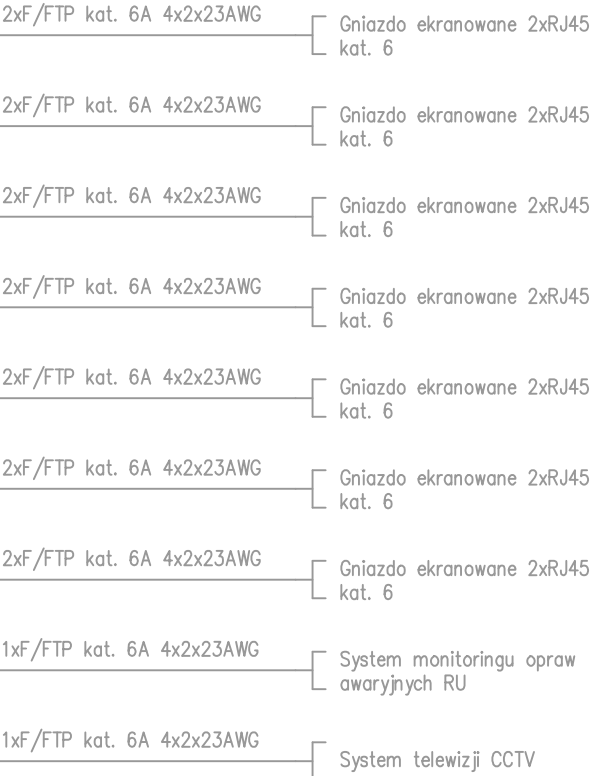 2xF/FTP kat. 6A 4x2x23AWG
Gniazdo ekranowane 2xRJ45
kat. 6
2xF/FTP kat. 6A 4x2x23AWG
Gniazdo ekranowane 2xRJ45
kat. 6
2xF/FTP kat. 6A 4x2x23AWG
Gniazdo ekranowane 2xRJ45
kat. 6
2xF/FTP kat. 6A 4x2x23AWG
Gniazdo ekranowane 2xRJ45
kat. 6
2xF/FTP kat. 6A 4x2x23AWG
Gniazdo ekranowane 2xRJ45
kat. 6
2xF/FTP kat. 6A 4x2x23AWG
Gniazdo ekranowane 2xRJ45
kat. 6
2xF/FTP kat. 6A 4x2x23AWG
Gniazdo ekranowane 2xRJ45
kat. 6
1xF/FTP kat. 6A 4x2x23AWG
System monitoringu opraw
awaryjnych RU
1xF/FTP kat. 6A 4x2x23AWG
System telewizji CCTV